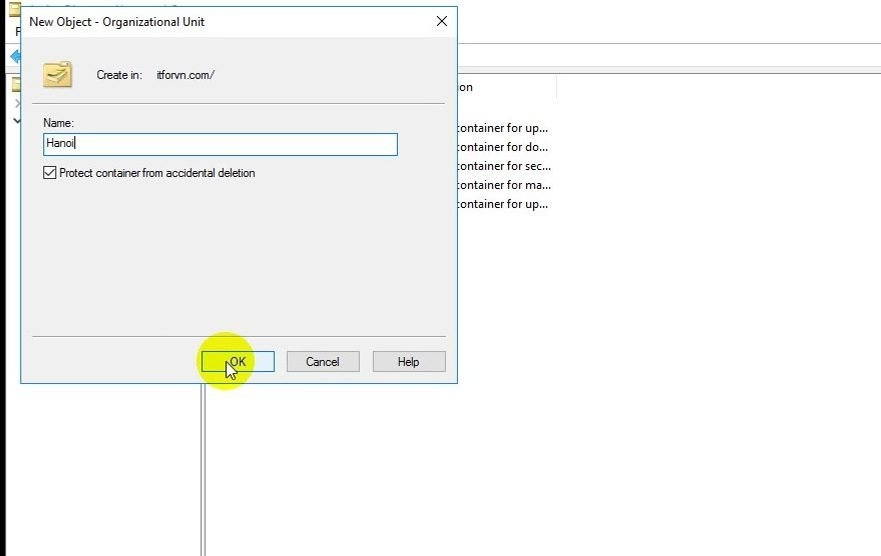 New Object - Organizational Unit
Create in: itforvn.com/
Name:
Hanoi
Protect container from accidental deletion
OK
Cancel
Help
container for up...
container for do...
container for sec...
container for ma...
container for up...